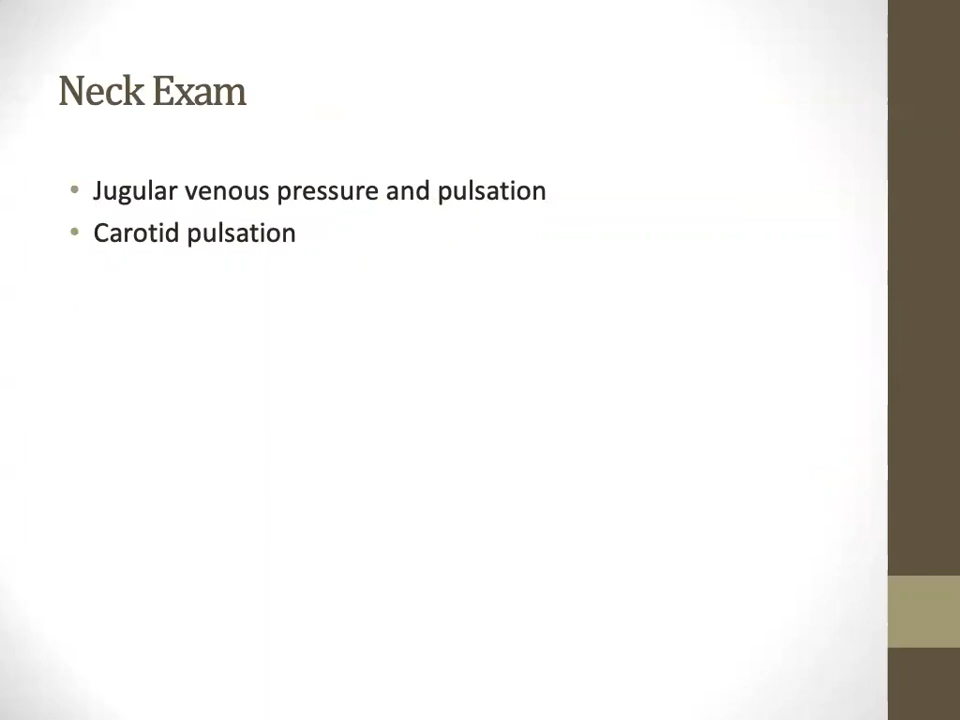 Neck Exam
• Jugular venous pressure and pulsation
• Carotid pulsation